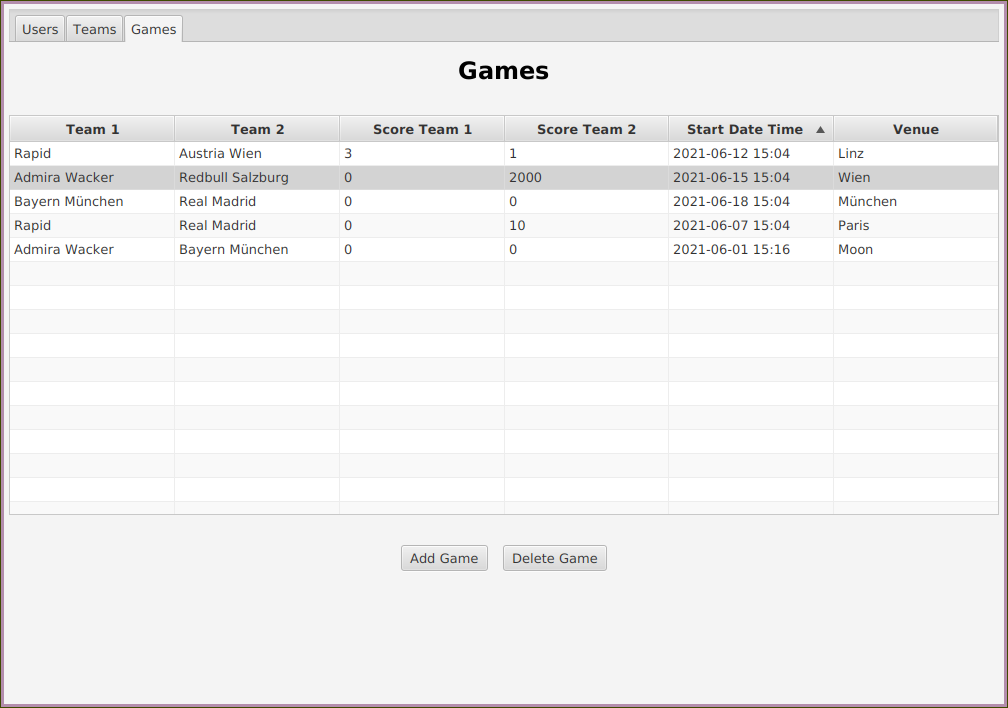 Users Teams Games
Games
Team 1 Team 2 Score Team 1 Score Team 2 Start Date Time ▲ Venue
Rapid Austria Wien 3 1 2021-06-12 15:04 Linz
Admira Wacker Redbull Salzburg 0 2000 2021-06-15 15:04 Wien
Bayern München Real Madrid 0 0 2021-06-18 15:04 München
Rapid Real Madrid 0 10 2021-06-07 15:04 Paris
Admira Wacker Bayern München 0 0 2021-06-01 15:16 Moon
Add Game Delete Game